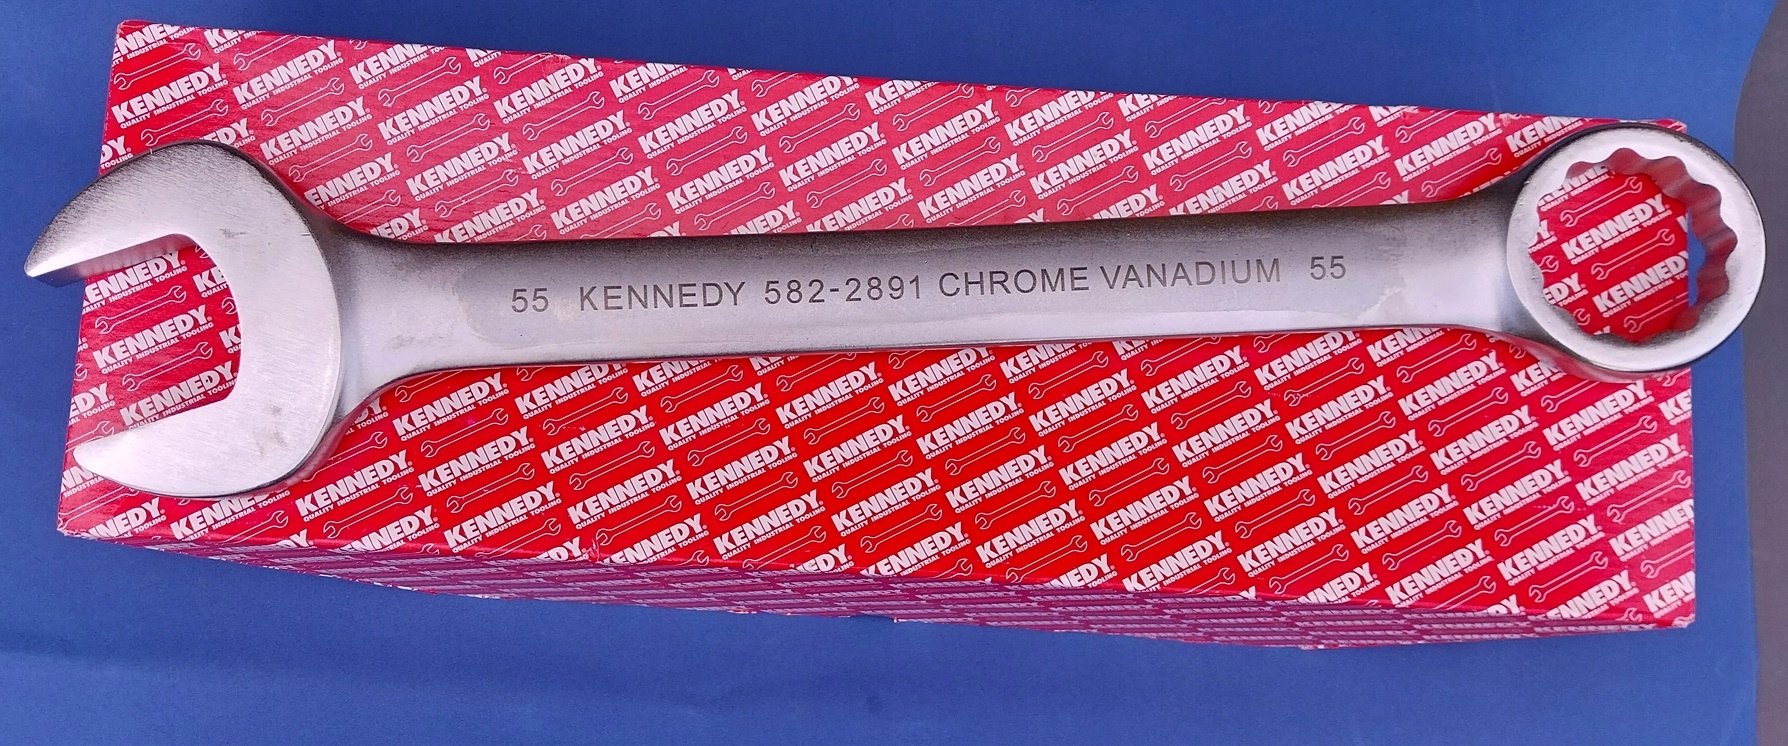 55 KENNEDY 582-2891 CHROME VANADIUM 55
KENNEDY®
QUALITY INDUSTRIAL TOOLING